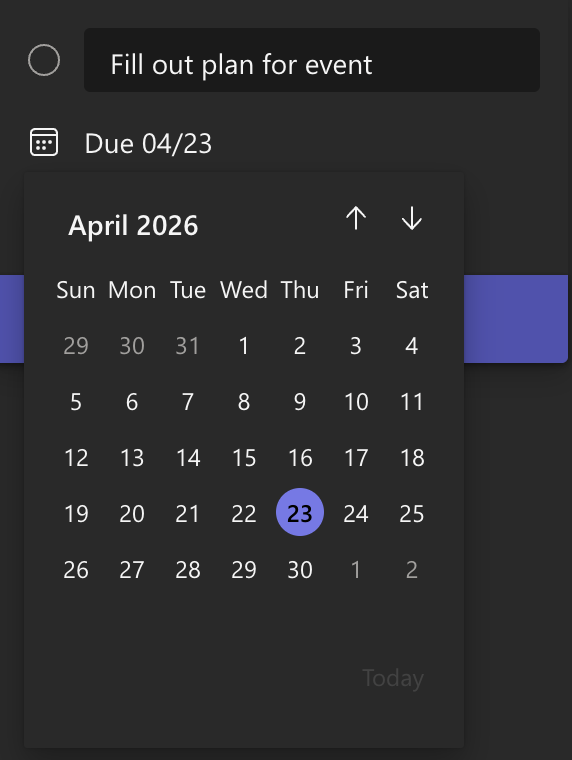 Fill out plan for event
Due 04/23
April 2026
Sun Mon Tue Wed Thu Fri Sat
29 30 31 1 2 3 4
5 6 7 8 9 10 11
12 13 14 15 16 17 18
19 20 21 22 23 24 25
26 27 28 29 30 1 2
Today